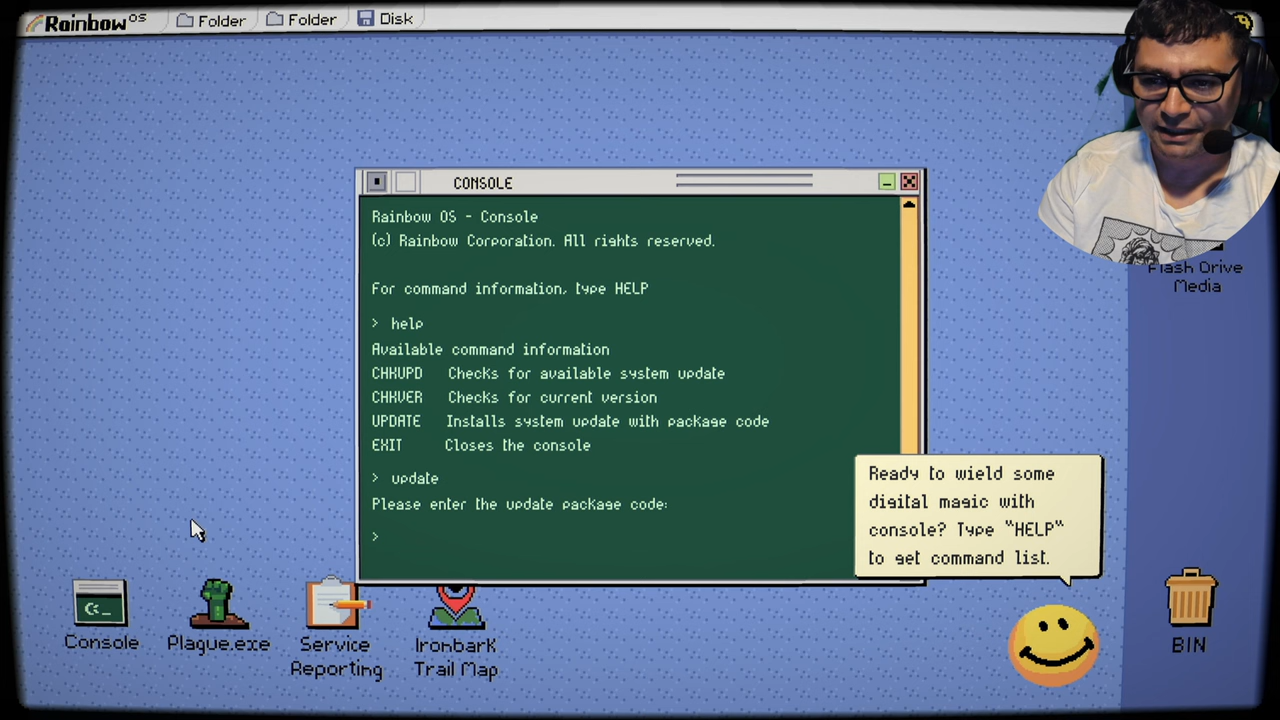 RainbowOS
Folder
Folder
Disk
CONSOLE
Rainbow OS - Console
(c) Rainbow Corporation. All rights reserved.
For command information, type HELP
> help
Available command information
CHKUPD Checks for available system update
CHKVER Checks for current version
UPDATE Installs system update with package code
EXIT Closes the console
> update
Please enter the update package code:
>
Ready to wield some
digital magic with
console? Type "HELP"
to get command list.
Flash Drive
Media
Console
Plague.exe
Service
Reporting
Ironbark
Trail Map
BIN